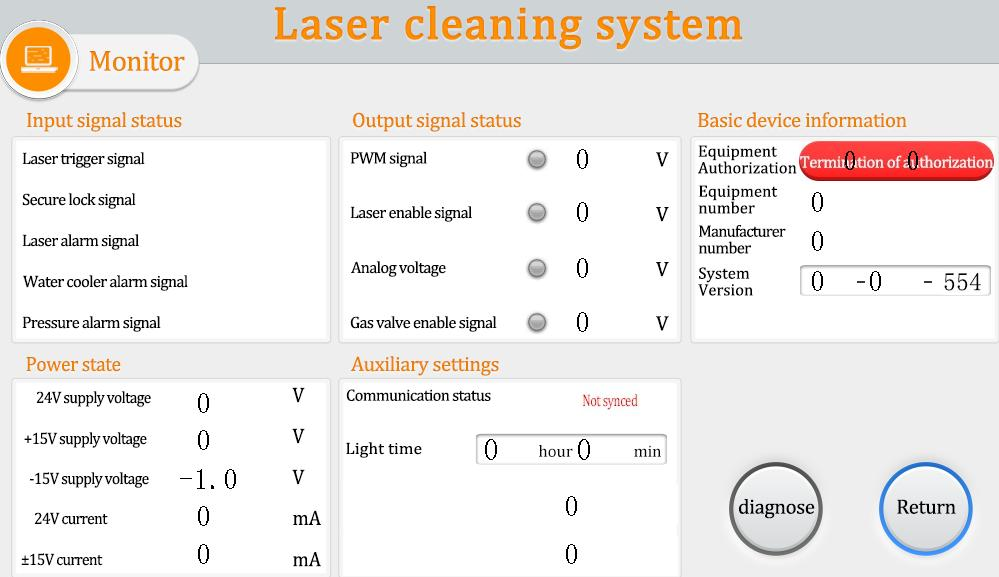 Laser cleaning system
Monitor
Input signal status
Laser trigger signal
Secure lock signal
Laser alarm signal
Water cooler alarm signal
Pressure alarm signal
Output signal status
PWM signal 0 V
Laser enable signal 0 V
Analog voltage 0 V
Gas valve enable signal 0 V
Basic device information
Equipment
Authorization
Termination of authorization
0 0
Equipment
number 0
Manufacturer
number 0
System
Version 0 -0 - 554
Power state
24V supply voltage 0 V
+15V supply voltage 0 V
-15V supply voltage -1.0 V
24V current 0 mA
±15V current 0 mA
Auxiliary settings
Communication status Not synced
Light time 0 hour 0 min
0
0
diagnose
Return